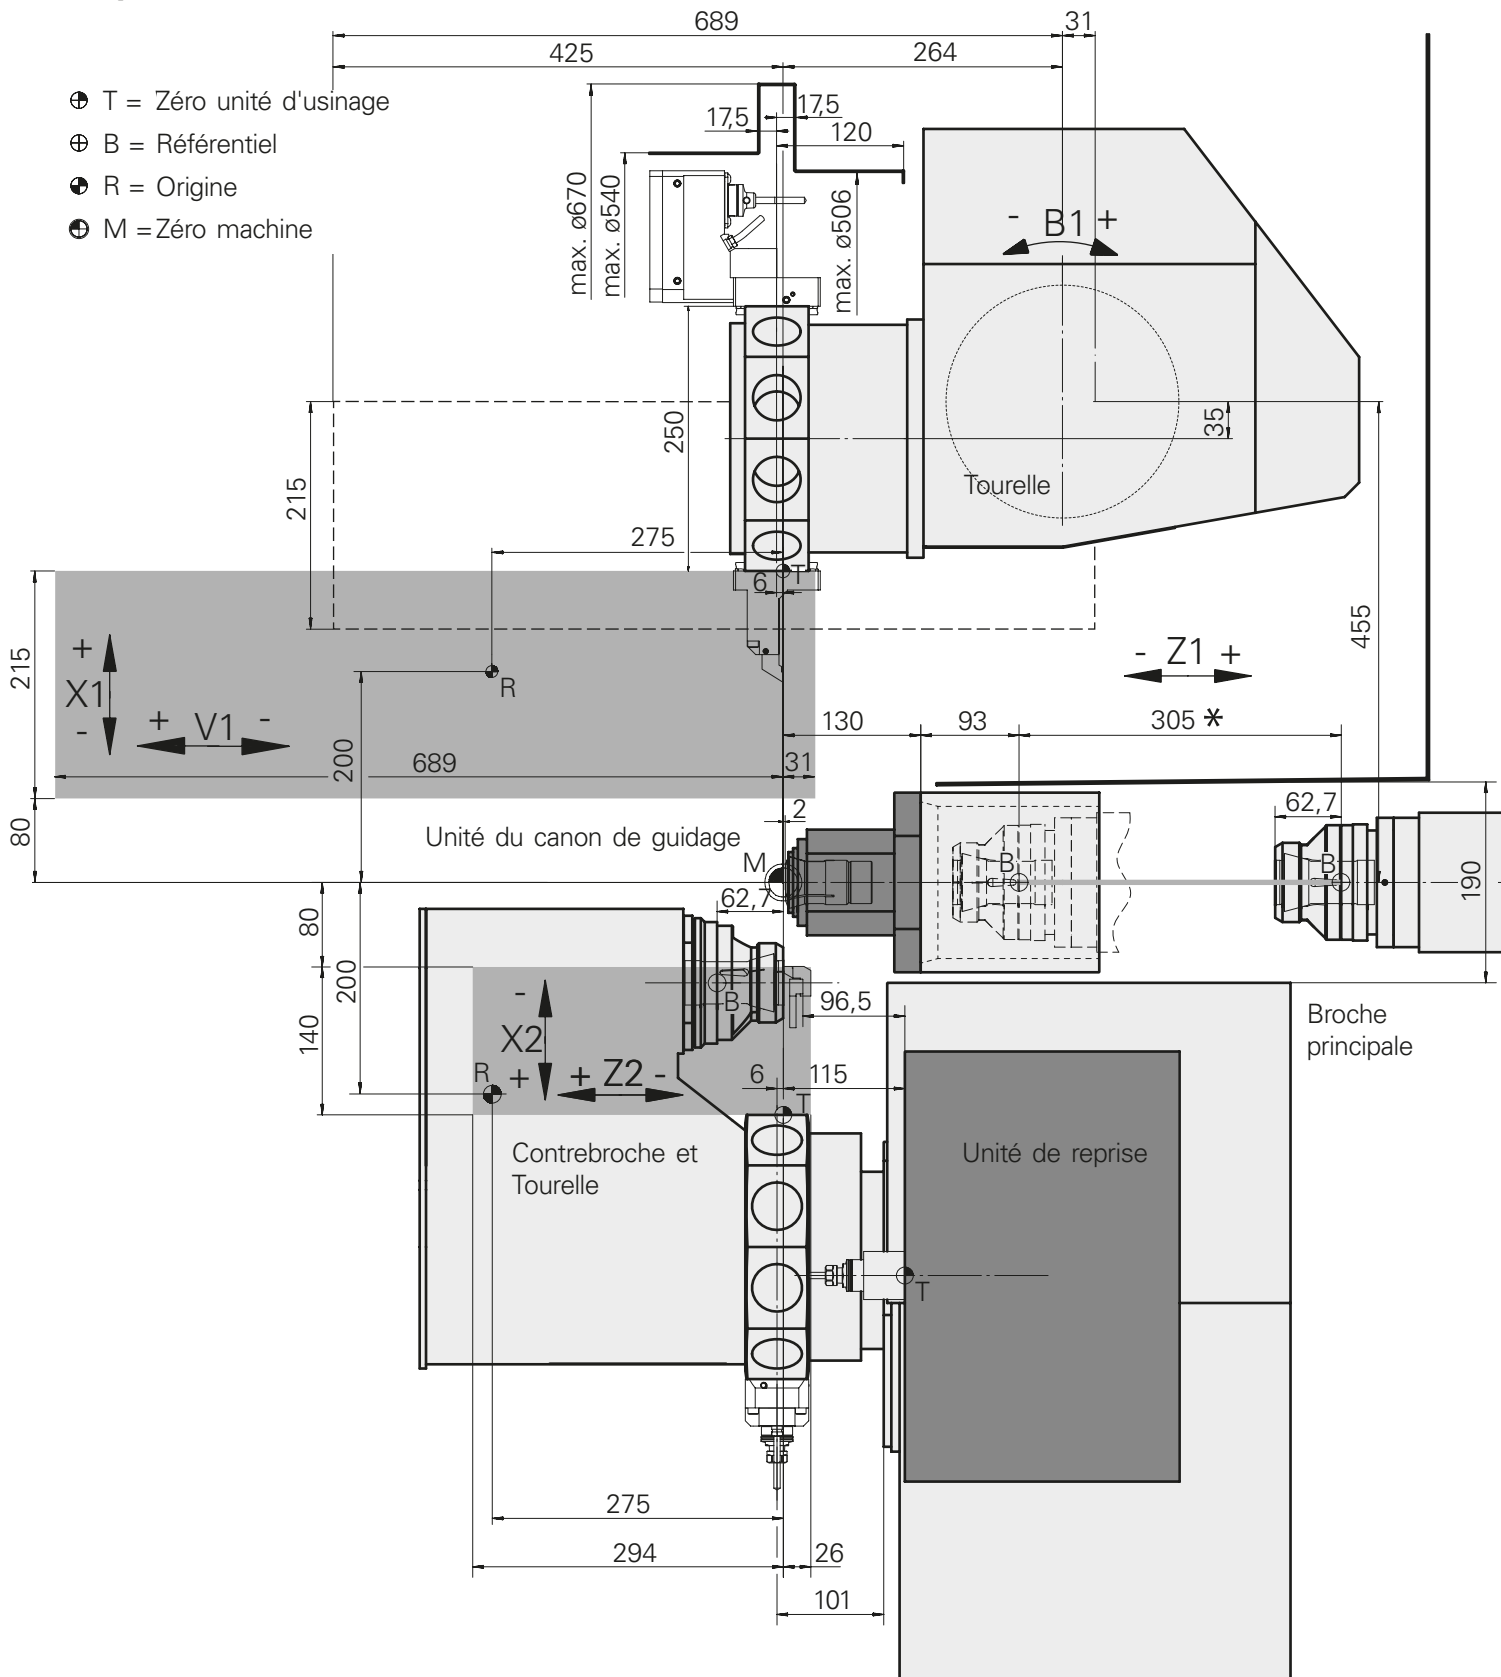 689
31
425
264
T = Zéro unité d'usinage
B = Référentiel
R = Origine
M = Zéro machine
17,5
17,5
120
max. ø670
max. ø540
max. ø506
- B1 +
250
35
Tourelle
215
275
6
T
455
215
+
X1
-
+ V1 -
R
200
- Z1 +
130
93
305 *
689
31
80
2
62,7
Unité du canon de guidage
M
B
B
190
62,7
80
B
200
-
X2
+
96,5
140
R
+ Z2 -
6
115
T
Broche
principale
Contrebroche et
Tourelle
Unité de reprise
T
275
294
26
101